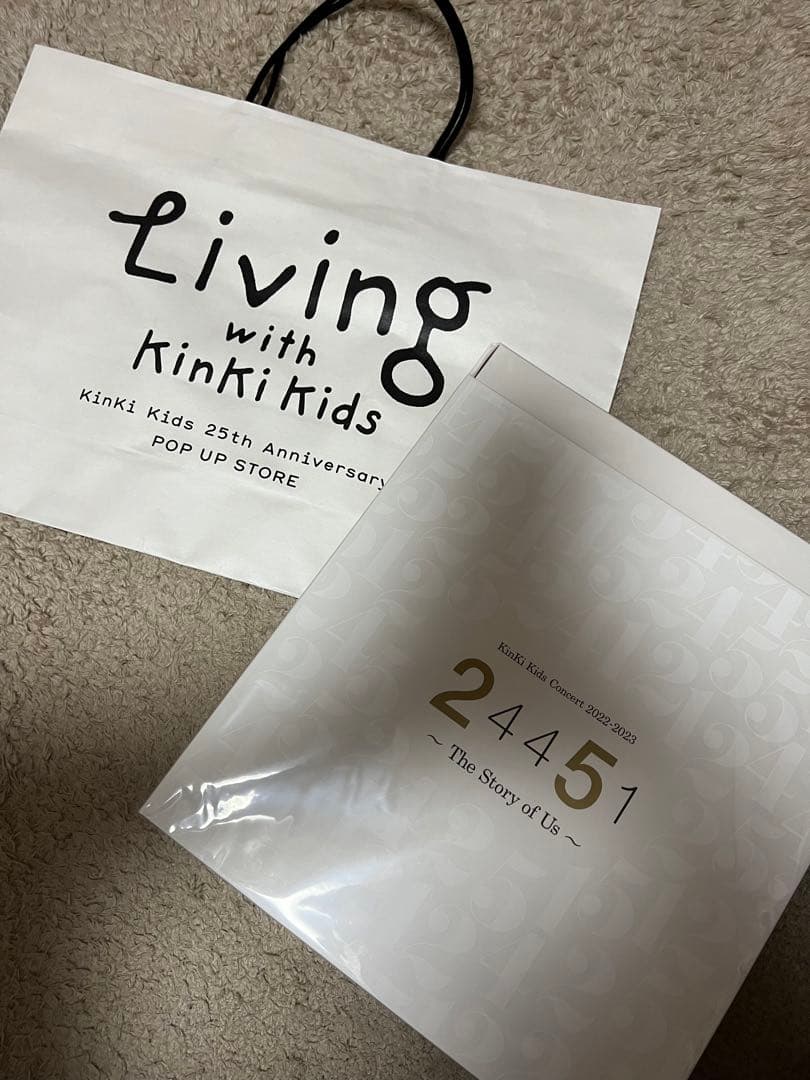 Living
with
KinKi Kids
KinKi Kids 25th Anniversary
POP UP STORE
KinKi Kids Concert 2022-2023
24451
～ The Story of Us ～